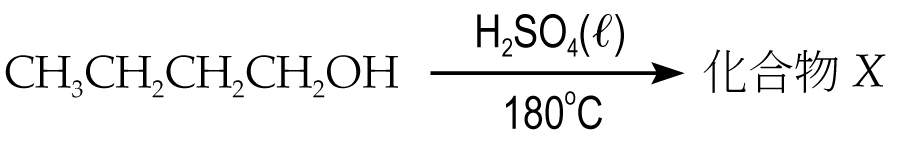 CH₃CH₂CH₂CH₂OH H₂SO₄(ℓ) 180°C 化合物 X